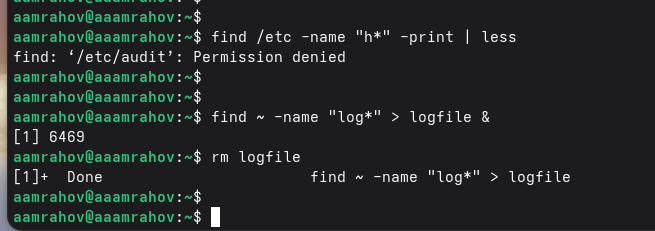 aamrahov@aaamrahov:~$
aamrahov@aaamrahov:~$ find /etc -name "h*" -print | less
find: ‘/etc/audit’: Permission denied
aamrahov@aaamrahov:~$
aamrahov@aaamrahov:~$
aamrahov@aaamrahov:~$ find ~ -name "log*" > logfile &
[1] 6469
aamrahov@aaamrahov:~$ rm logfile
[1]+  Done                    find ~ -name "log*" > logfile
aamrahov@aaamrahov:~$
aamrahov@aaamrahov:~$